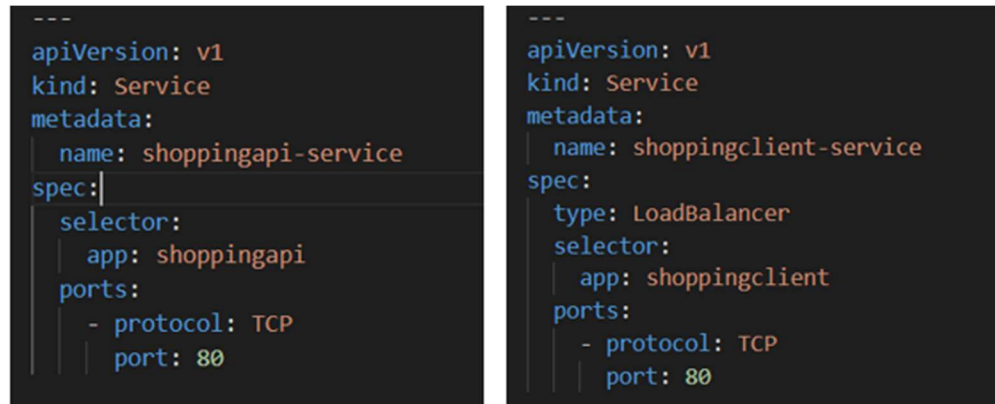 ---
apiVersion: v1
kind: Service
metadata:
  name: shoppingapi-service
spec:
  selector:
    app: shoppingapi
  ports:
    - protocol: TCP
      port: 80
---
apiVersion: v1
kind: Service
metadata:
  name: shoppingclient-service
spec:
  type: LoadBalancer
  selector:
    app: shoppingclient
  ports:
    - protocol: TCP
      port: 80